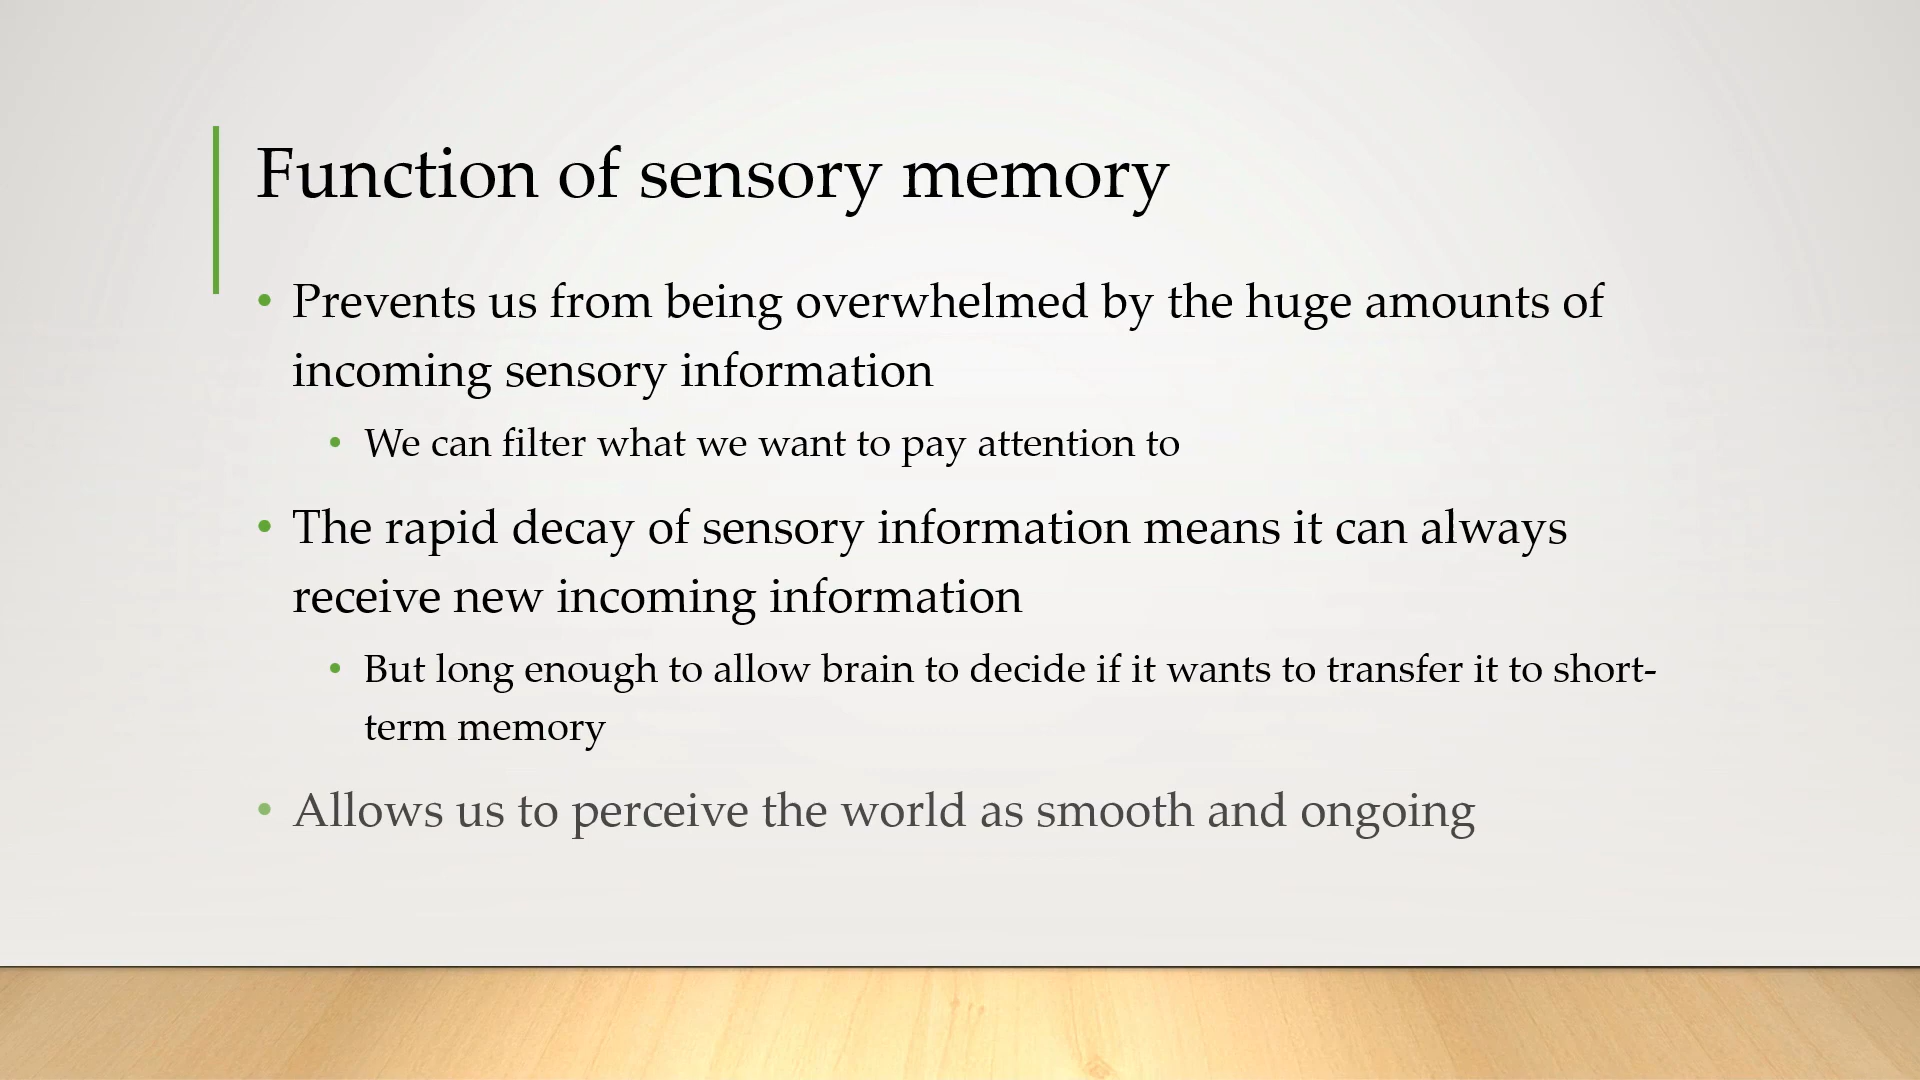 Function of sensory memory
• Prevents us from being overwhelmed by the huge amounts of
incoming sensory information
• We can filter what we want to pay attention to
• The rapid decay of sensory information means it can always
receive new incoming information
• But long enough to allow brain to decide if it wants to transfer it to short-
term memory
• Allows us to perceive the world as smooth and ongoing